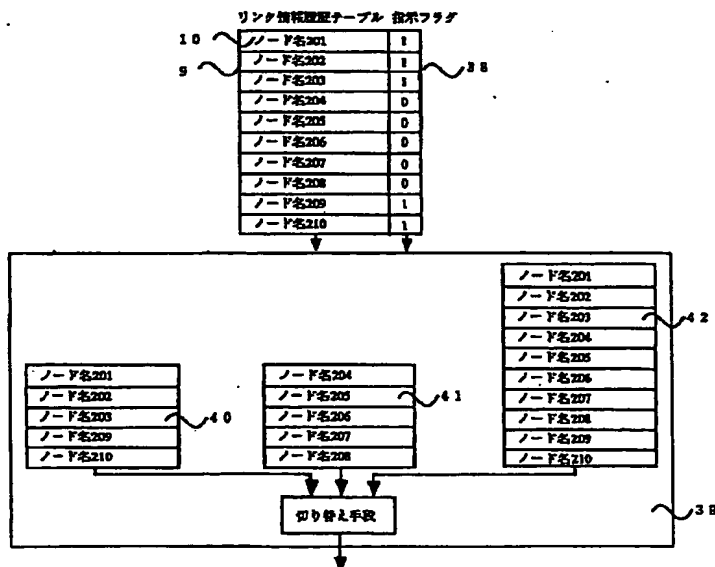 リンク情報履歴テーブル 指示フラグ
10
ノード名201 1
9
ノード名202 1
38
ノード名203 1
ノード名204 0
ノード名205 0
ノード名206 0
ノード名207 0
ノード名208 0
ノード名209 1
ノード名210 1
ノード名201
ノード名202
ノード名203
42
ノード名204
ノード名205
ノード名206
ノード名207
ノード名208
ノード名209
ノード名210
ノード名201
ノード名202
ノード名203
40
ノード名209
ノード名210
ノード名204
ノード名205
41
ノード名206
ノード名207
ノード名208
切り替え手段
39